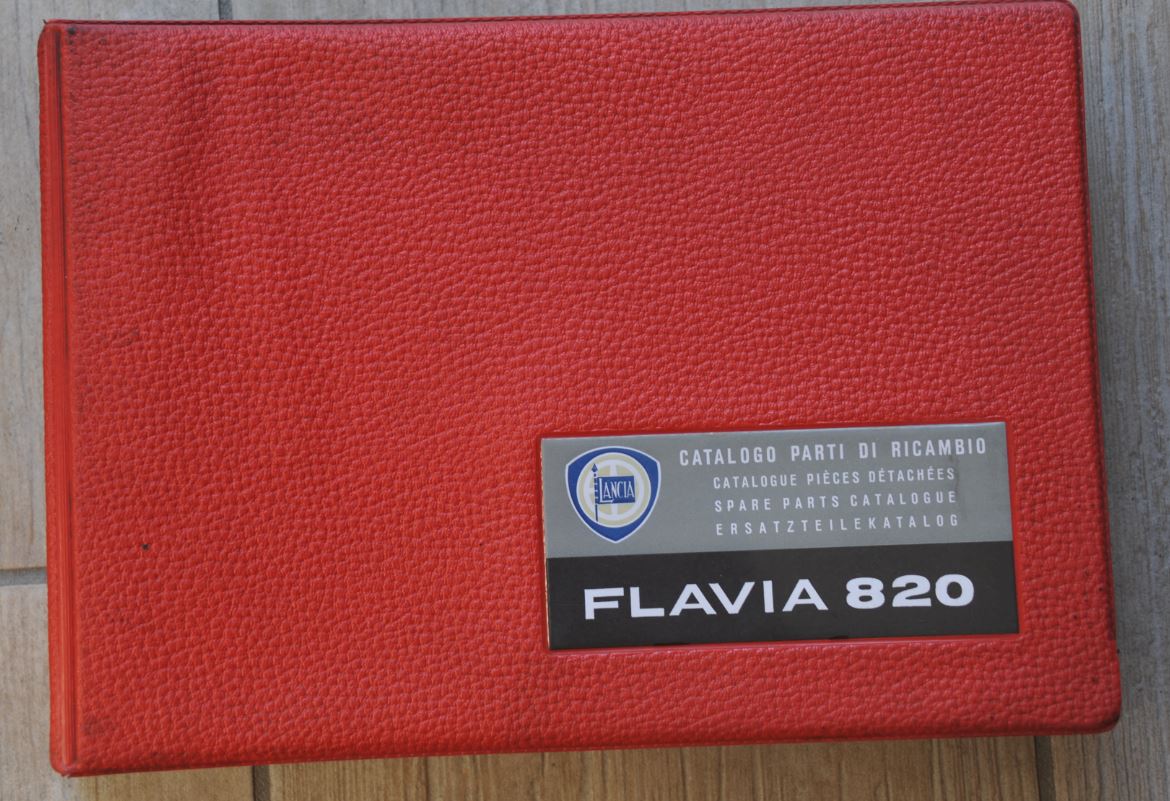 LANCIA
CATALOGO PARTI DI RICAMBIO
CATALOGUE PIÈCES DÉTACHÉES
SPARE PARTS CATALOGUE
ERSATZTEILEKATALOG
FLAVIA 820